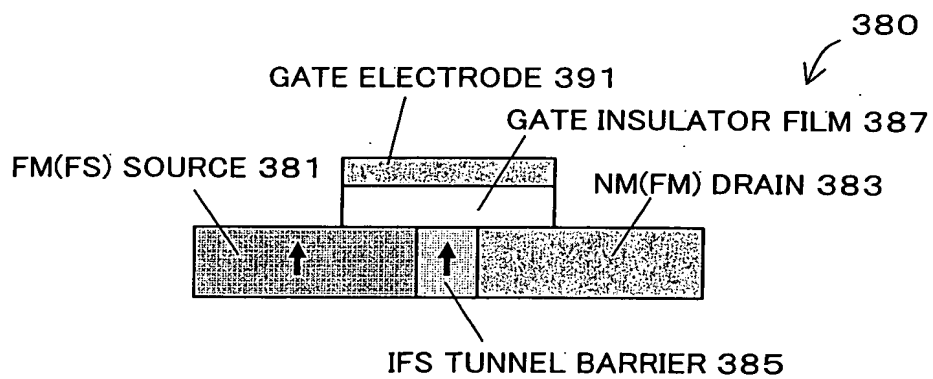 380
GATE ELECTRODE 391
GATE INSULATOR FILM 387
FM(FS) SOURCE 381
NM(FM) DRAIN 383
IFS TUNNEL BARRIER 385